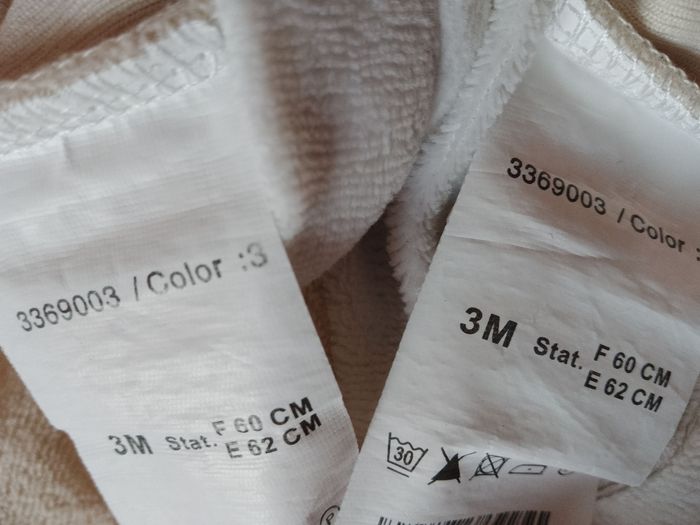 3369003 / Color :3
3M Stat. F 60 CM
E 62 CM
3369003 / Color :
3M Stat. F 60 CM
E 62 CM
30